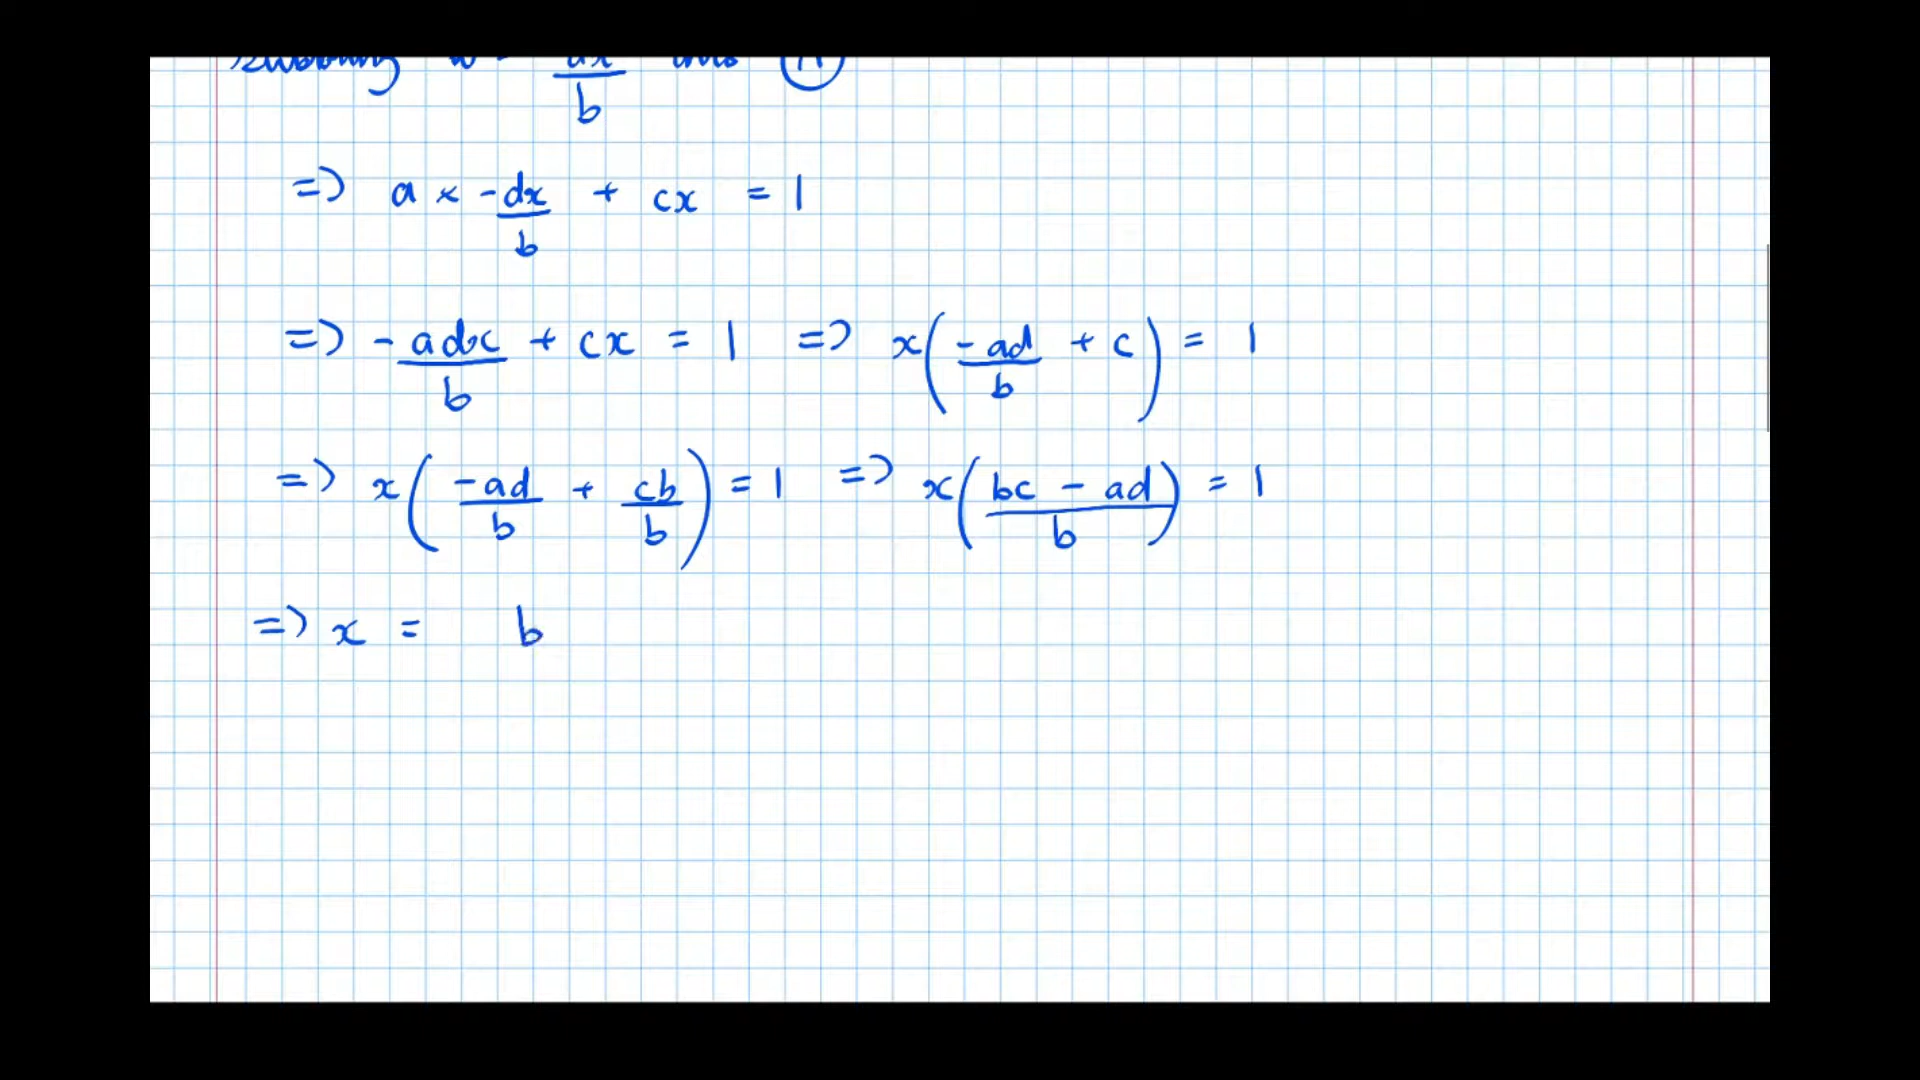 b
=> a × -dx/b + cx = 1
=> -adx/b + cx = 1 => x(-ad/b + c) = 1
=> x(-ad/b + cb/b) = 1 => x((bc - ad)/b) = 1
=> x = b